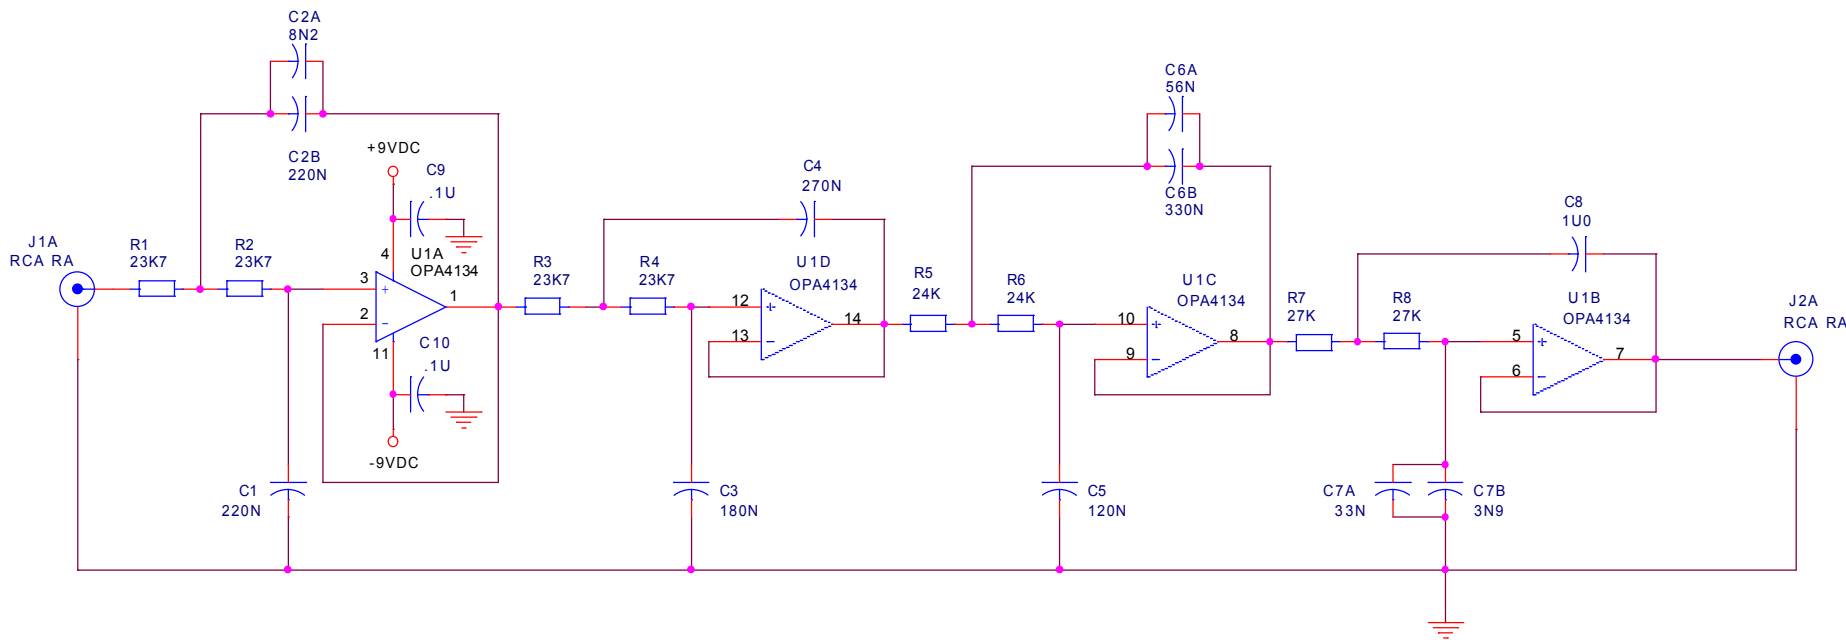 C2A
8N2
C2B
220N
+9VDC
C9
.1U
4
U1A
OPA4134
3
+
1
2
-
11
C10
.1U
-9VDC
J1A
RCA RA
R1
23K7
R2
23K7
C1
220N
R3
23K7
R4
23K7
C4
270N
U1D
OPA4134
12
+
14
13
-
C3
180N
R5
24K
R6
24K
C6A
56N
C6B
330N
U1C
OPA4134
10
+
8
9
-
C5
120N
R7
27K
R8
27K
C8
1U0
U1B
OPA4134
5
+
7
6
-
C7A
33N
C7B
3N9
J2A
RCA RA